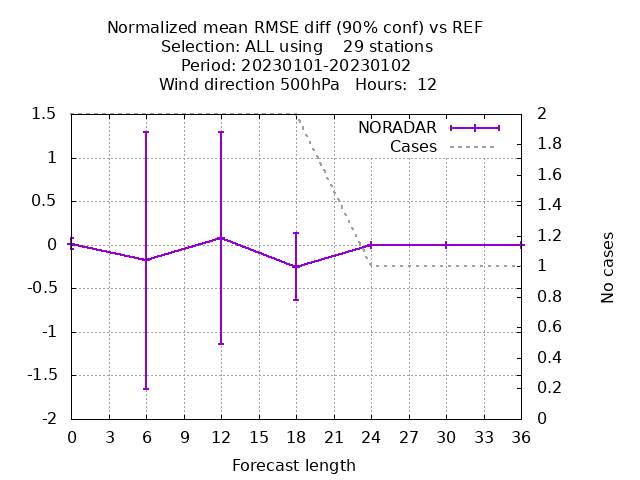 Normalized mean RMSE diff (90% conf) vs REF
Selection: ALL using    29 stations
Period: 20230101-20230102
Wind direction 500hPa   Hours:  12
NORADAR
Cases
1.5
1
0.5
0
-0.5
-1
-1.5
-2
2
1.8
1.6
1.4
1.2
1
0.8
0.6
0.4
0.2
0
No cases
0 3 6 9 12 15 18 21 24 27 30 33 36
Forecast length